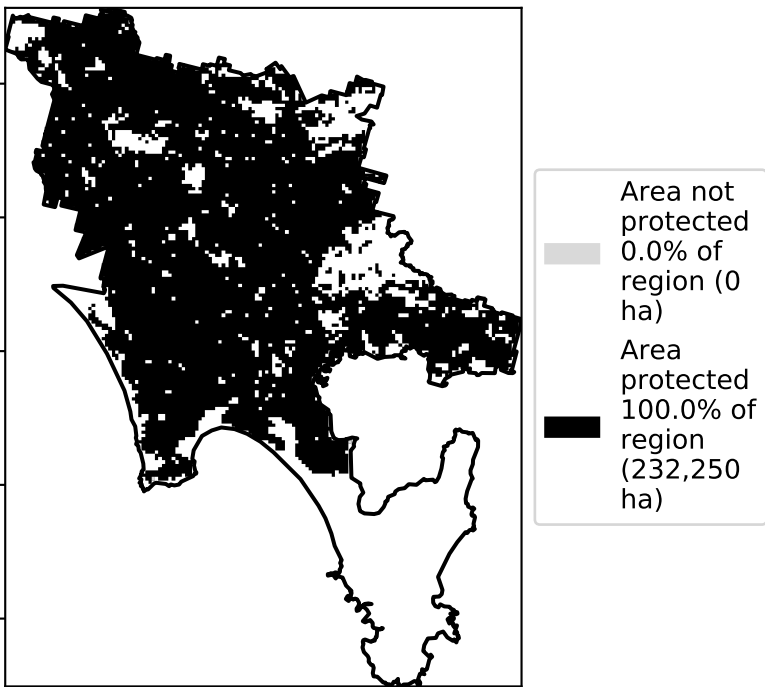 Area not
protected
0.0% of
region (0
ha)
Area
protected
100.0% of
region
(232,250
ha)